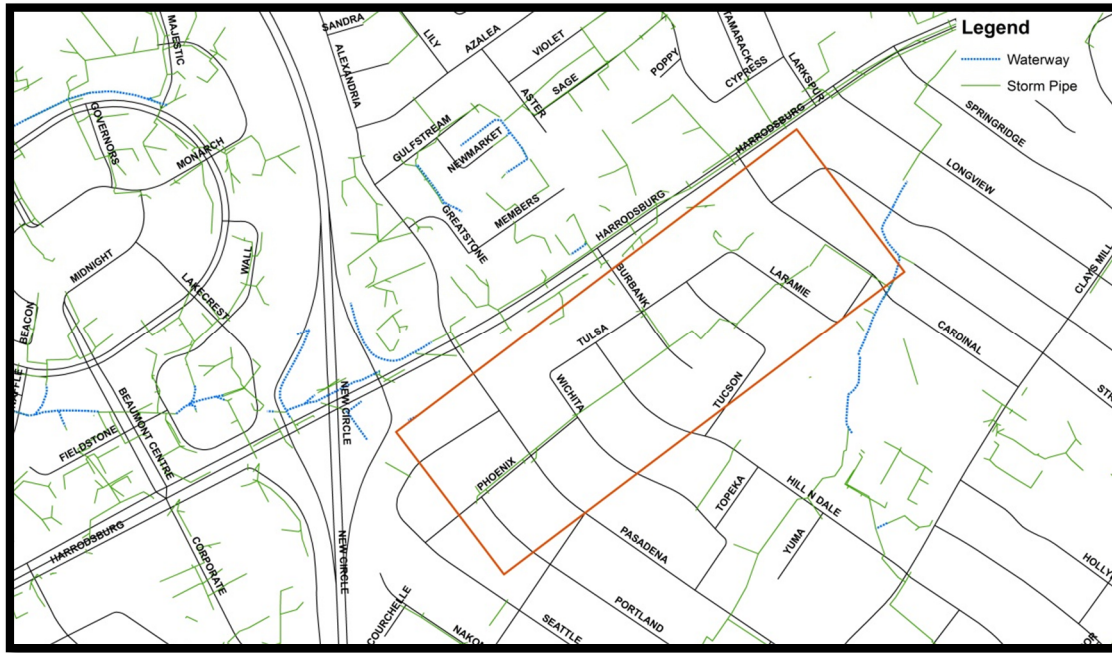 Legend
Waterway
Storm Pipe
SANDRA
MAJESTIC
LILY
AZALEA
VIOLET
TAMARACK
POPPY
CYPRESS
LARKSPUR
ALEXANDRIA
SAGE
ASTER
GOVERNORS
MONARCH
GULFSTREAM
NEWMARKET
HARRODSBURG
SPRINGRIDGE
LONGVIEW
MEMBERS
GREATSTONE
HARRODSBURG
MIDNIGHT
WALL
LAKECREST
BURBANK
LARAMIE
CLAYS MILL
BEACON
TULSA
CARDINAL
WICHITA
TUCSON
NEW CIRCLE
BEAUMONT CENTRE
FIELDSTONE
PHOENIX
TOPEKA
HILL N DALE
HARRODSBURG
CORPORATE
NEW CIRCLE
PASADENA
YUMA
COURCHELLE
PORTLAND
SEATTLE